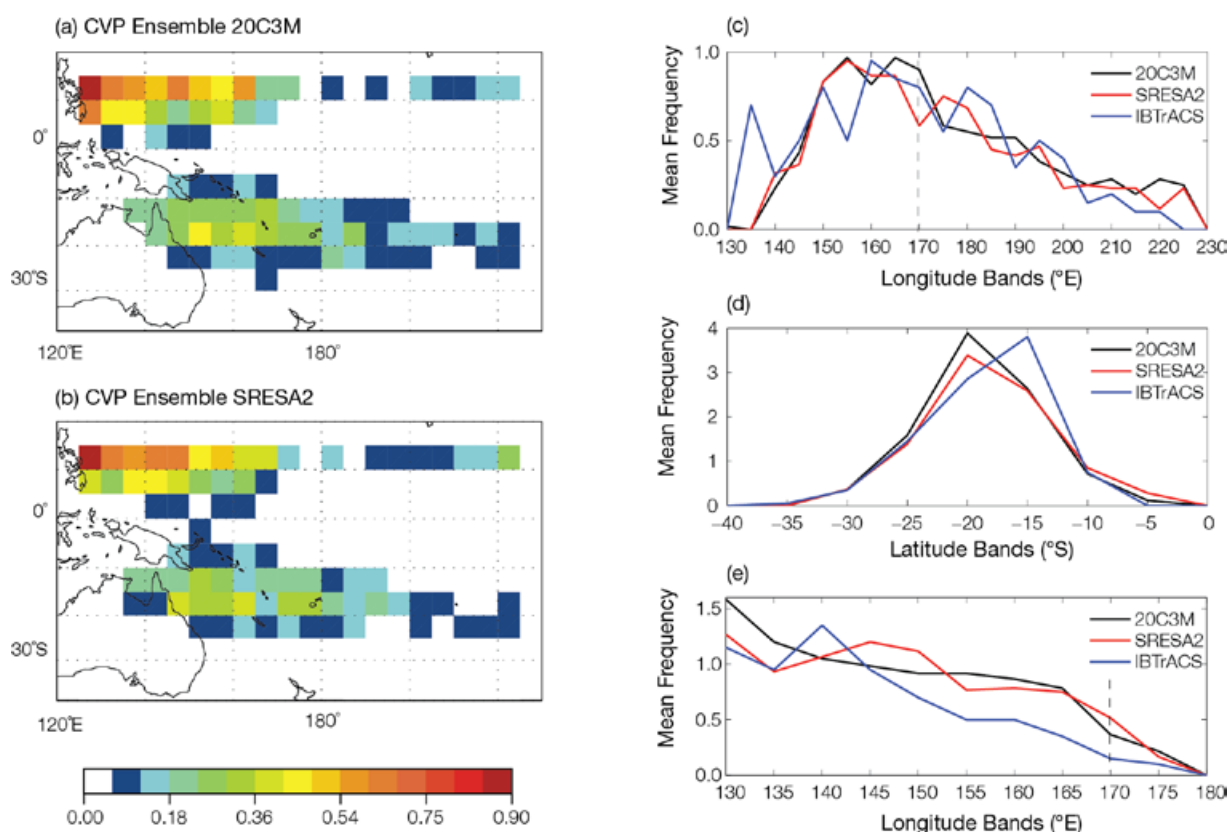 (a) CVP Ensemble 20C3M
0°
30°S
120°E 180°
(b) CVP Ensemble SRESA2
0°
30°S
120°E 180°
0.00 0.18 0.36 0.54 0.75 0.90
(c)
Mean Frequency
1.0
0.5
0.0
20C3M
SRESA2
IBTrACS
130 140 150 160 170 180 190 200 210 220 230
Longitude Bands (°E)
(d)
Mean Frequency
4
3
2
1
0
20C3M
SRESA2
IBTrACS
−40 −35 −30 −25 −20 −15 −10 −5 0
Latitude Bands (°S)
(e)
Mean Frequency
1.5
1.0
0.5
0.0
20C3M
SRESA2
IBTrACS
130 135 140 145 150 155 160 165 170 175 180
Longitude Bands (°E)